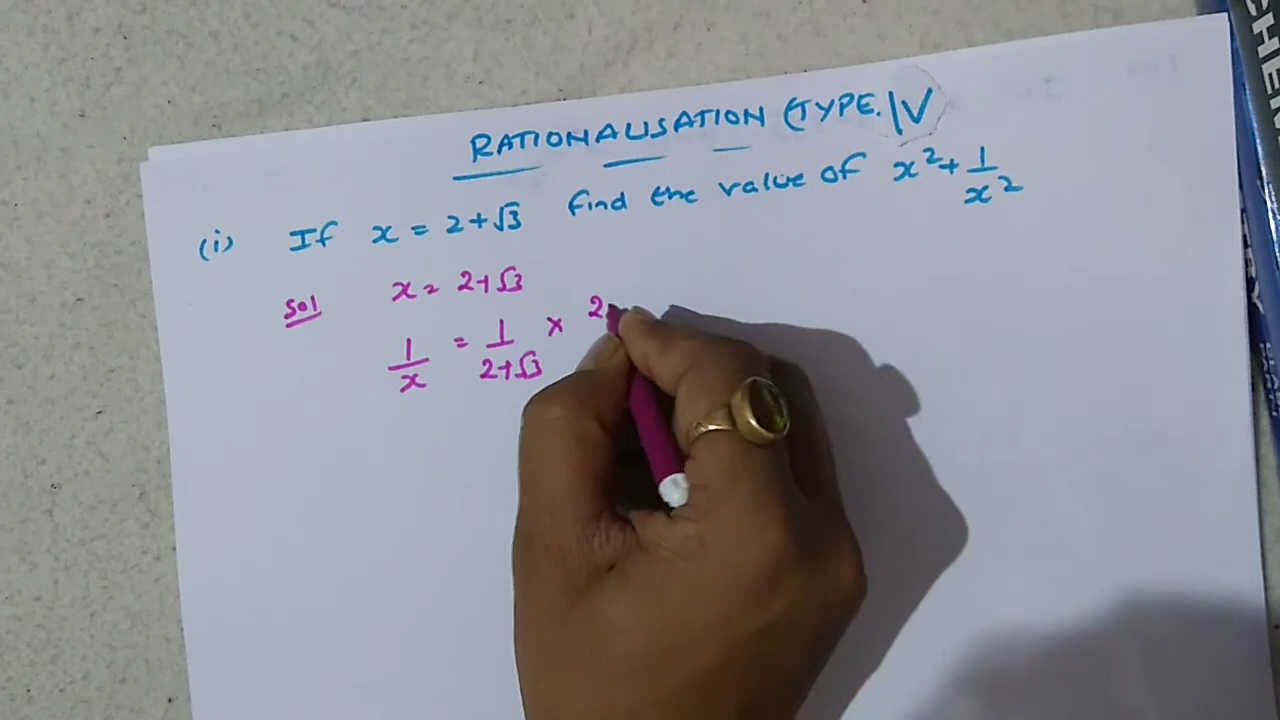 RATIONALISATION (TYPE. IV
(i) If x = 2+√3 find the value of x²+1/x²
Sol x = 2+√3
1/x = 1/2+√3 × 2
CHEM